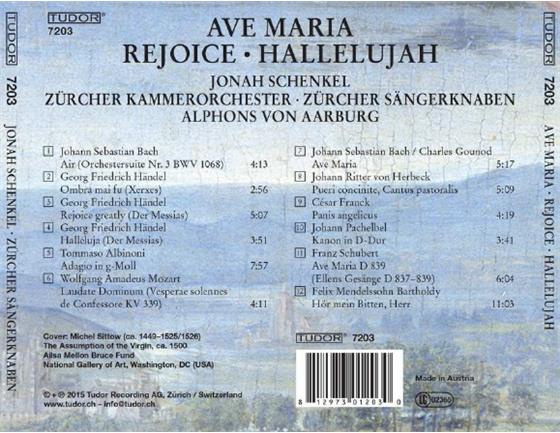 TUDOR
7203
AVE MARIA
REJOICE · HALLELUJAH
JONAH SCHENKEL
ZÜRCHER KAMMERORCHESTER · ZÜRCHER SÄNGERKNABEN
ALPHONS VON AARBURG
1 Johann Sebastian Bach
Air (Orchestersuite Nr. 3 BWV 1068) 4:13
2 Georg Friedrich Händel
Ombra mai fu (Xerxes) 2:56
3 Georg Friedrich Händel
Rejoice greatly (Der Messias) 5:07
4 Georg Friedrich Händel
Halleluja (Der Messias) 3:51
5 Tommaso Albinoni
Adagio in g-Moll 7:57
6 Wolfgang Amadeus Mozart
Laudate Dominum (Vesperae solennes
de Confessore KV 339) 4:11
7 Johann Sebastian Bach / Charles Gounod
Ave Maria 5:17
8 Johann Ritter von Herbeck
Pueri concinite, Cantus pastoralis 5:09
9 César Franck
Panis angelicus 4:19
10 Johann Pachelbel
Kanon in D-Dur 3:41
11 Franz Schubert
Ave Maria D 839
(Ellens Gesänge D 837–839) 6:04
12 Felix Mendelssohn Bartholdy
Hör mein Bitten, Herr 11:03
Cover: Michel Sittow (ca. 1449–1525/1526)
The Assumption of the Virgin, ca. 1500
Ailsa Mellon Bruce Fund
National Gallery of Art, Washington, DC (USA)
© + ℗ 2015 Tudor Recording AG, Zürich / Switzerland
www.tudor.ch – info@tudor.ch
TUDOR 7203
8 12973 01203 0
Made in Austria
LC 02365
TUDOR
7203
JONAH SCHENKEL · ZÜRCHER SÄNGERKNABEN
TUDOR
7203
AVE MARIA · REJOICE · HALLELUJAH